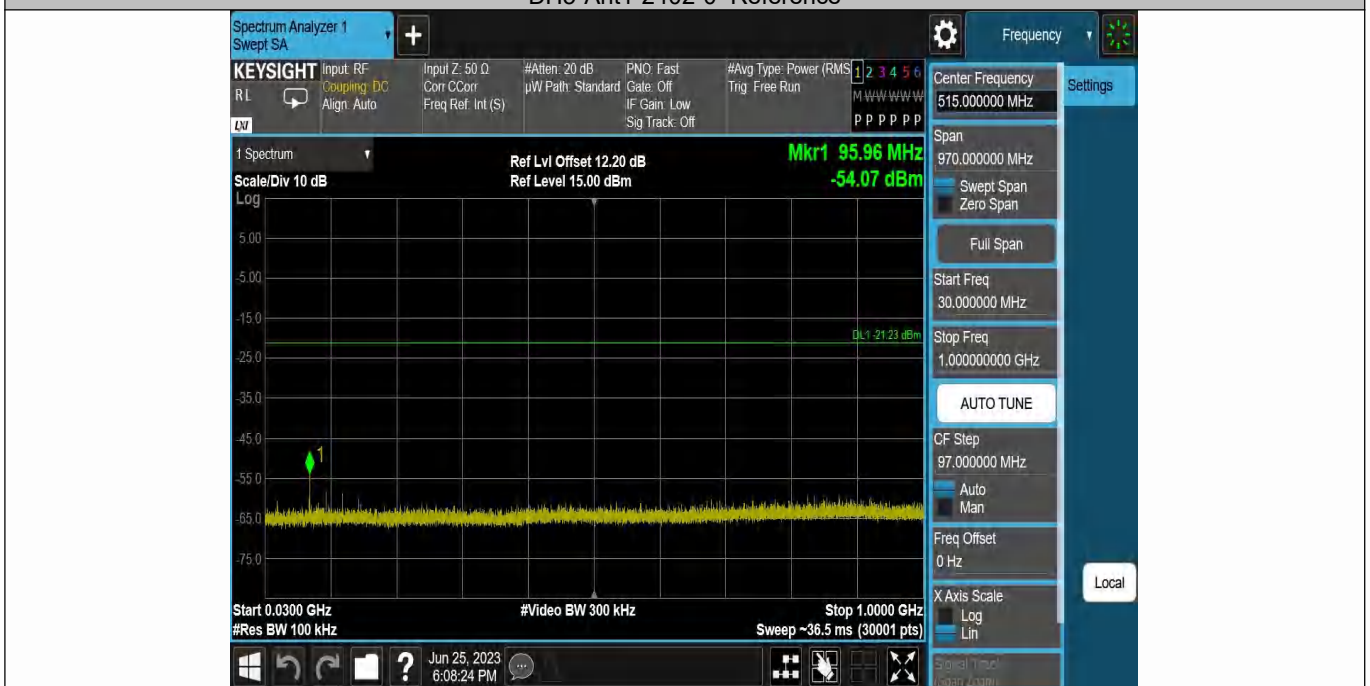 Spectrum Analyzer 1
Swept SA
+
Frequency
KEYSIGHT
RL
LXI
Input: RF
Coupling: DC
Align: Auto
Input Z: 50 Ω
Corr CCorr
Freq Ref: Int (S)
#Atten: 20 dB
µW Path: Standard
PNO: Fast
Gate: Off
IF Gain: Low
Sig Track: Off
#Avg Type: Power (RMS
Trig: Free Run
1 2 3 4 5 6
M W W W W W
P P P P P P
1 Spectrum
Scale/Div 10 dB
Log
Ref Lvl Offset 12.20 dB
Ref Level 15.00 dBm
Mkr1 95.96 MHz
-54.07 dBm
5.00
-5.00
-15.0
DL1 -21.23 dBm
-25.0
-35.0
-45.0
1
-55.0
-65.0
-75.0
Start 0.0300 GHz
#Res BW 100 kHz
#Video BW 300 kHz
Stop 1.0000 GHz
Sweep ~36.5 ms (30001 pts)
Center Frequency
515.000000 MHz
Settings
Span
970.000000 MHz
Swept Span
Zero Span
Full Span
Start Freq
30.000000 MHz
Stop Freq
1.000000000 GHz
AUTO TUNE
CF Step
97.000000 MHz
Auto
Man
Freq Offset
0 Hz
Local
X Axis Scale
Log
Lin
Signal Track
?
Jun 25, 2023
6:08:24 PM